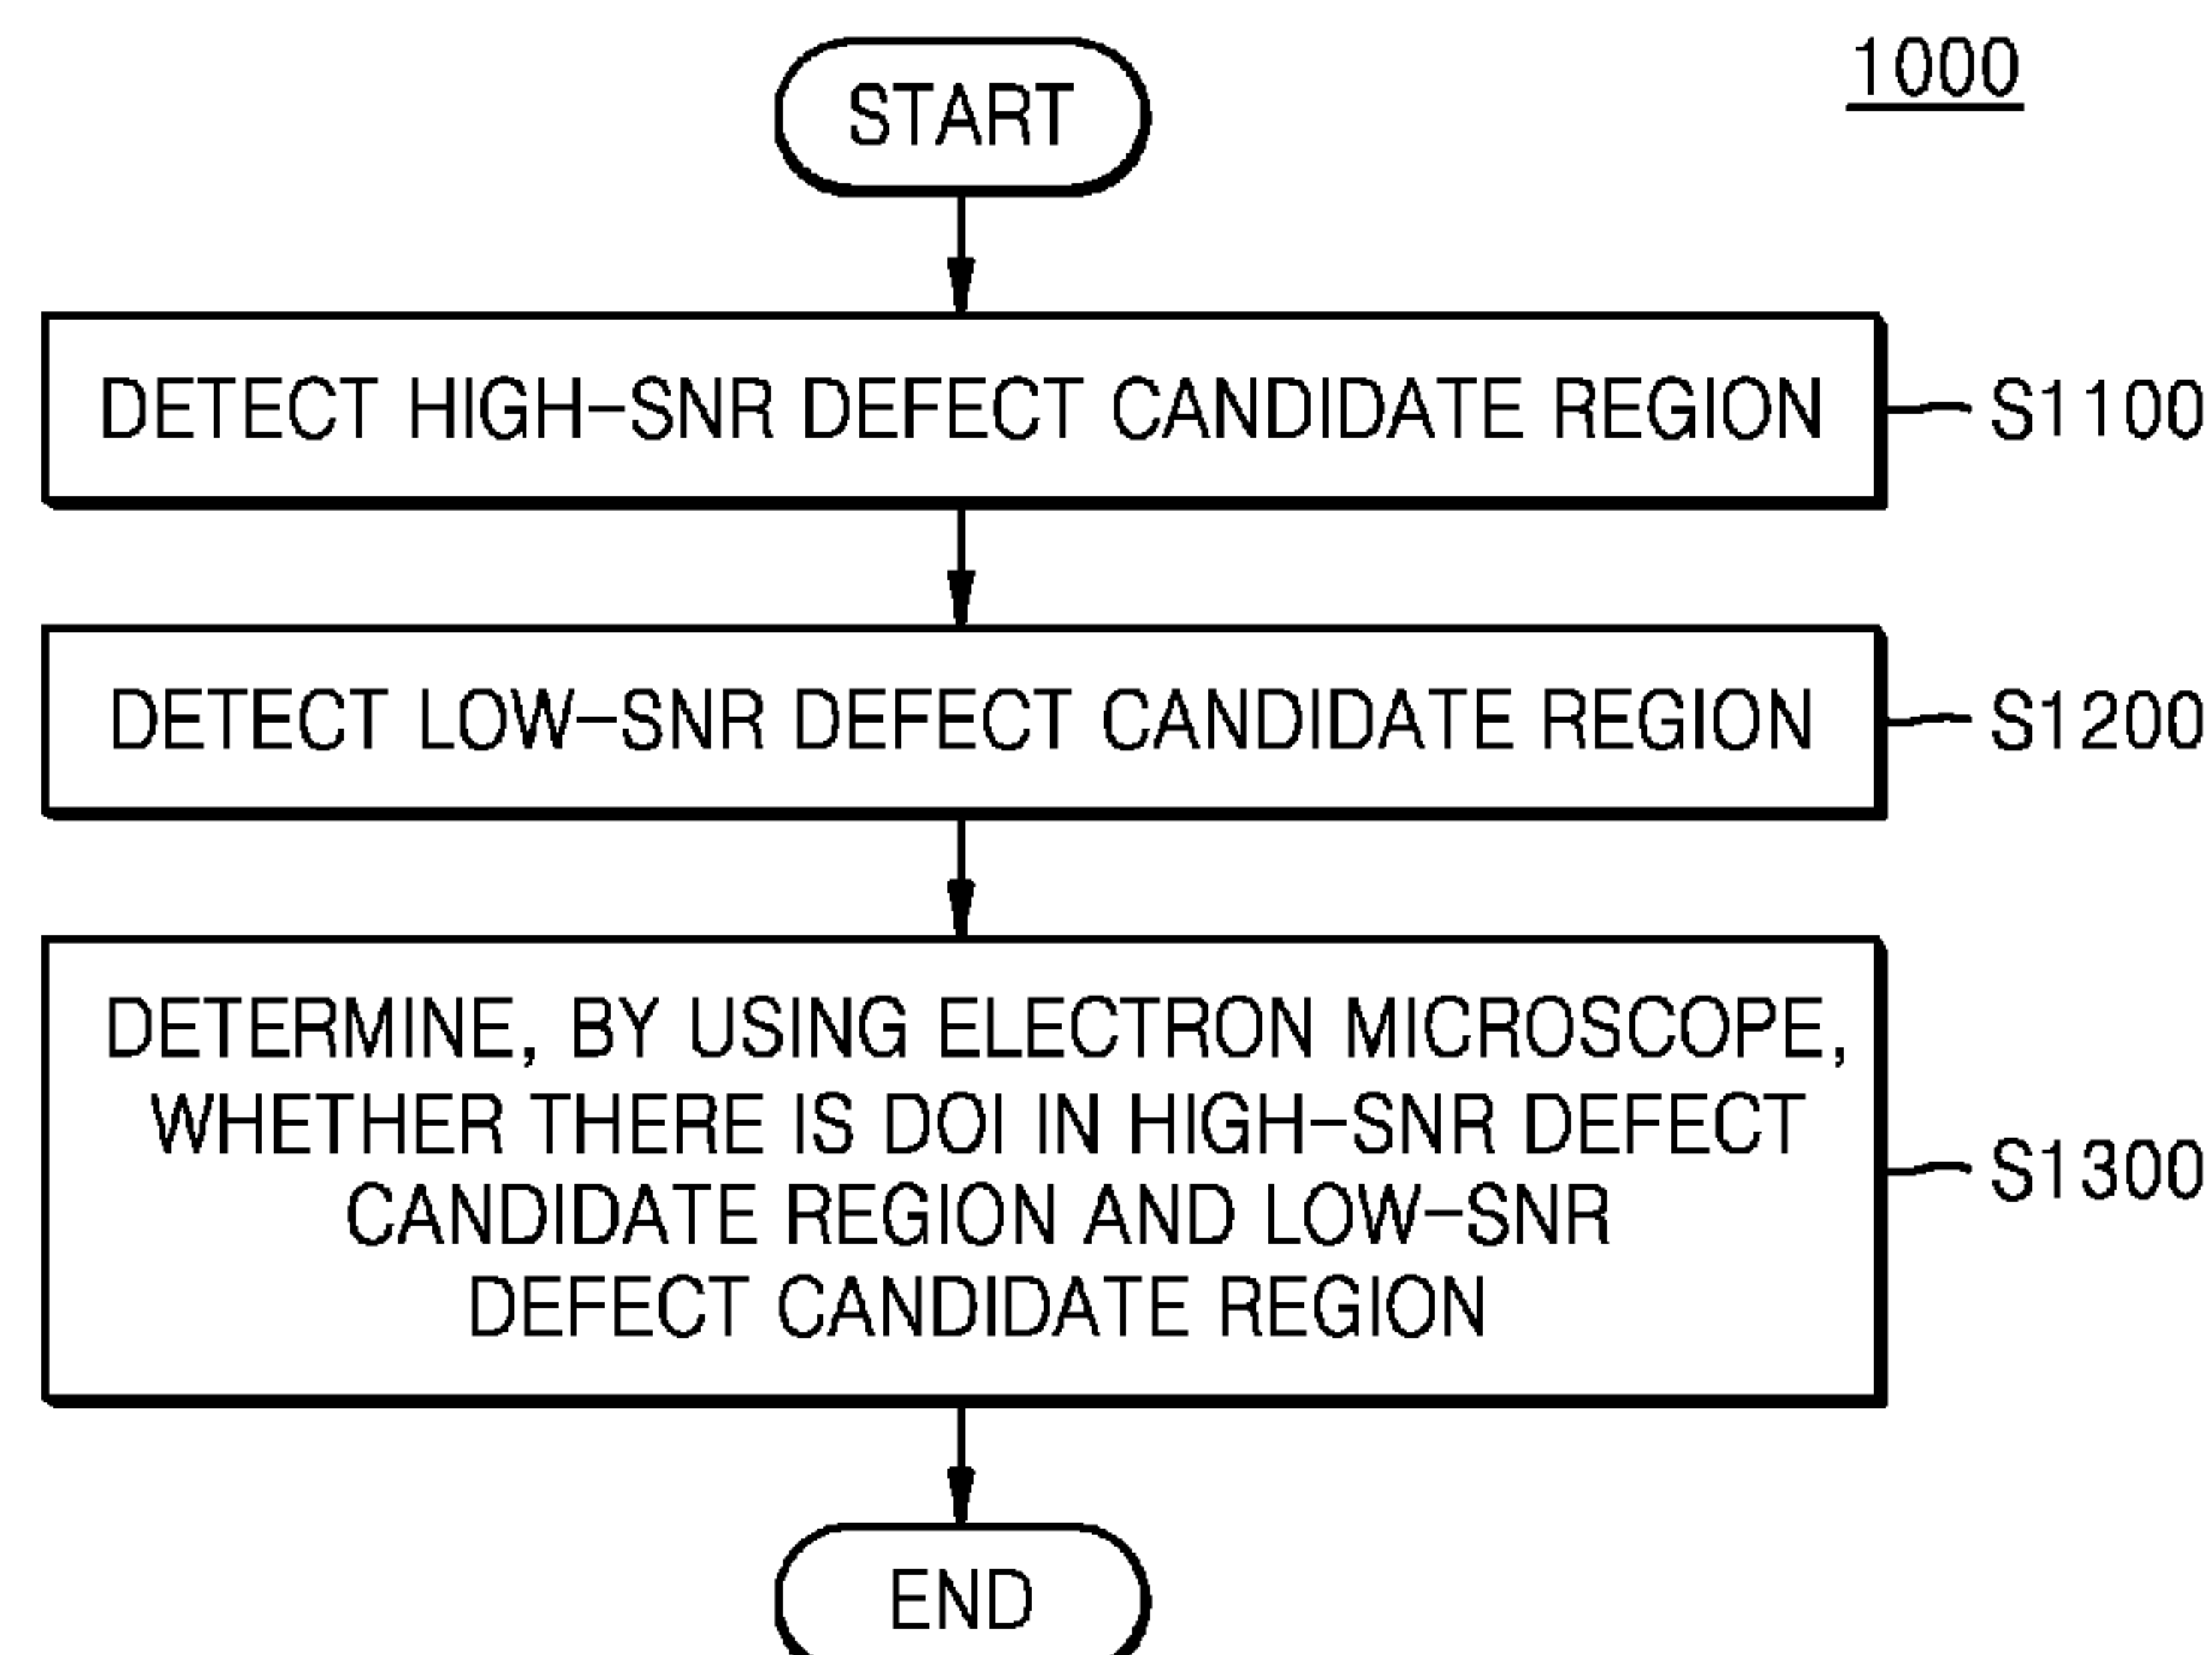 1000
START
DETECT HIGH-SNR DEFECT CANDIDATE REGION
S1100
DETECT LOW-SNR DEFECT CANDIDATE REGION
S1200
DETERMINE, BY USING ELECTRON MICROSCOPE,
WHETHER THERE IS DOI IN HIGH-SNR DEFECT
CANDIDATE REGION AND LOW-SNR
DEFECT CANDIDATE REGION
S1300
END